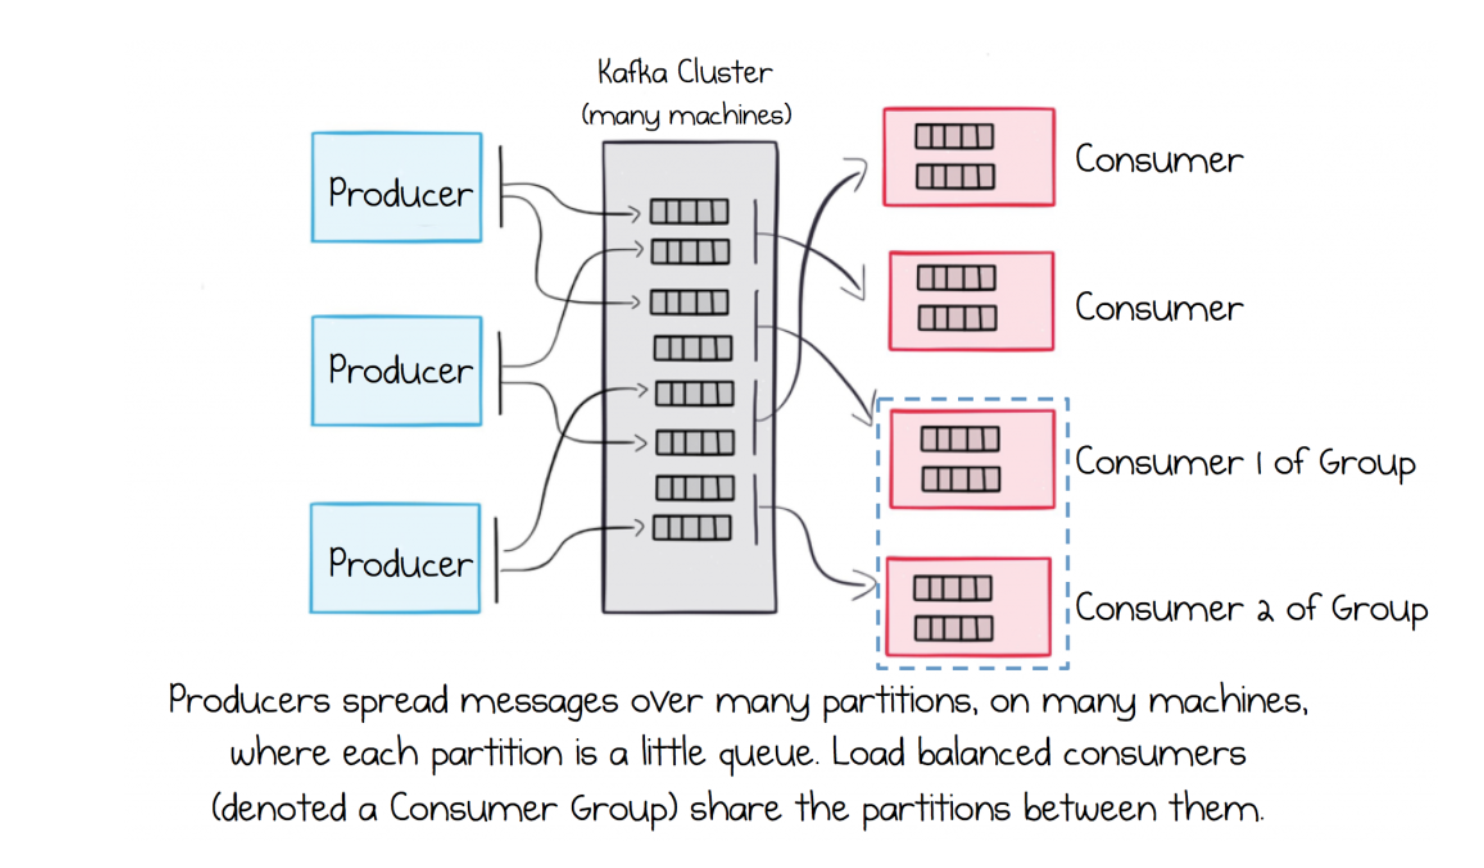 Kafka Cluster
(many machines)
Producer
Producer
Producer
Consumer
Consumer
Consumer 1 of Group
Consumer 2 of Group
Producers spread messages over many partitions, on many machines,
where each partition is a little queue. Load balanced consumers
(denoted a Consumer Group) share the partitions between them.